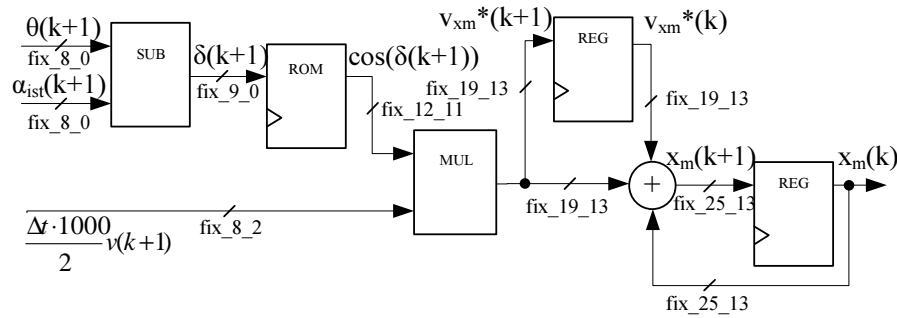 θ(k+1)
fix_8_0
α_ist(k+1)
fix_8_0
SUB
δ(k+1)
fix_9_0
ROM
cos(δ(k+1))
fix_12_11
Δt·1000
2
v(k+1)
fix_8_2
MUL
v_xm*(k+1)
fix_19_13
REG
v_xm*(k)
fix_19_13
fix_19_13
+
x_m(k+1)
fix_25_13
REG
x_m(k)
fix_25_13